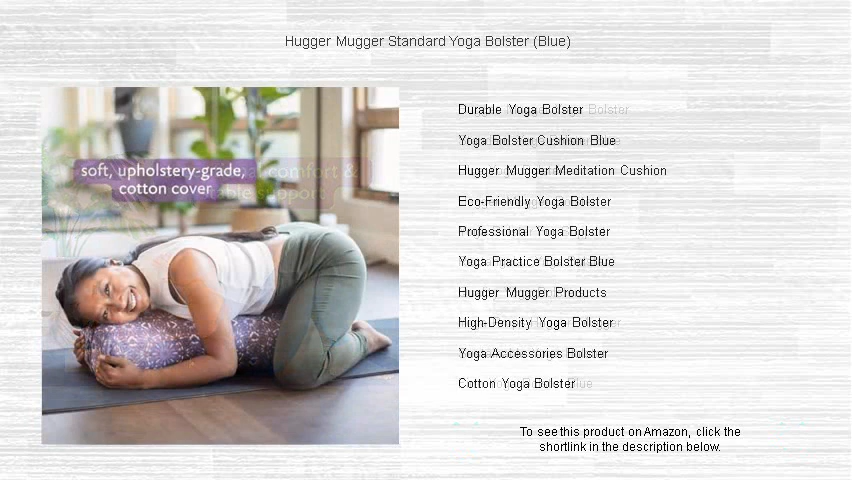 Hugger Mugger Standard Yoga Bolster (Blue)
soft, upholstery-grade,
cotton cover
comfort &
support
Durable Yoga Bolster
Yoga Bolster Cushion Blue
Hugger Mugger Meditation Cushion
Eco-Friendly Yoga Bolster
Professional Yoga Bolster
Yoga Practice Bolster Blue
Hugger Mugger Products
High-Density Yoga Bolster
Yoga Accessories Bolster
Cotton Yoga Bolster
To see this product on Amazon, click the
shortlink in the description below.